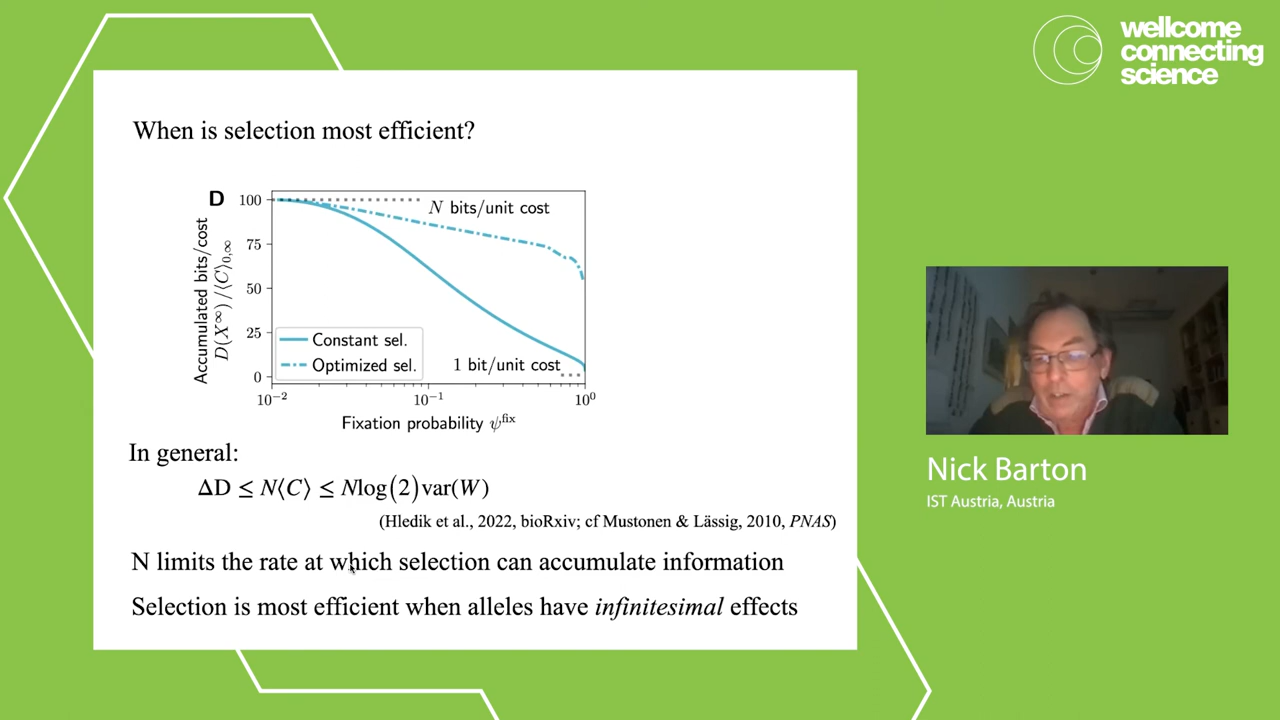 wellcome
connecting
science
When is selection most efficient?
D
100
75
50
25
0
Accumulated bits/cost
D(X^∞)/⟨C⟩_{0,∞}
N bits/unit cost
Constant sel.
Optimized sel.
1 bit/unit cost
10⁻² 10⁻¹ 10⁰
Fixation probability ψ^fix
In general:
ΔD ≤ N⟨C⟩ ≤ Nlog(2)var(W)
(Hledik et al., 2022, bioRxiv; cf Mustonen & Lässig, 2010, PNAS)
N limits the rate at which selection can accumulate information
Selection is most efficient when alleles have infinitesimal effects
Nick Barton
IST Austria, Austria